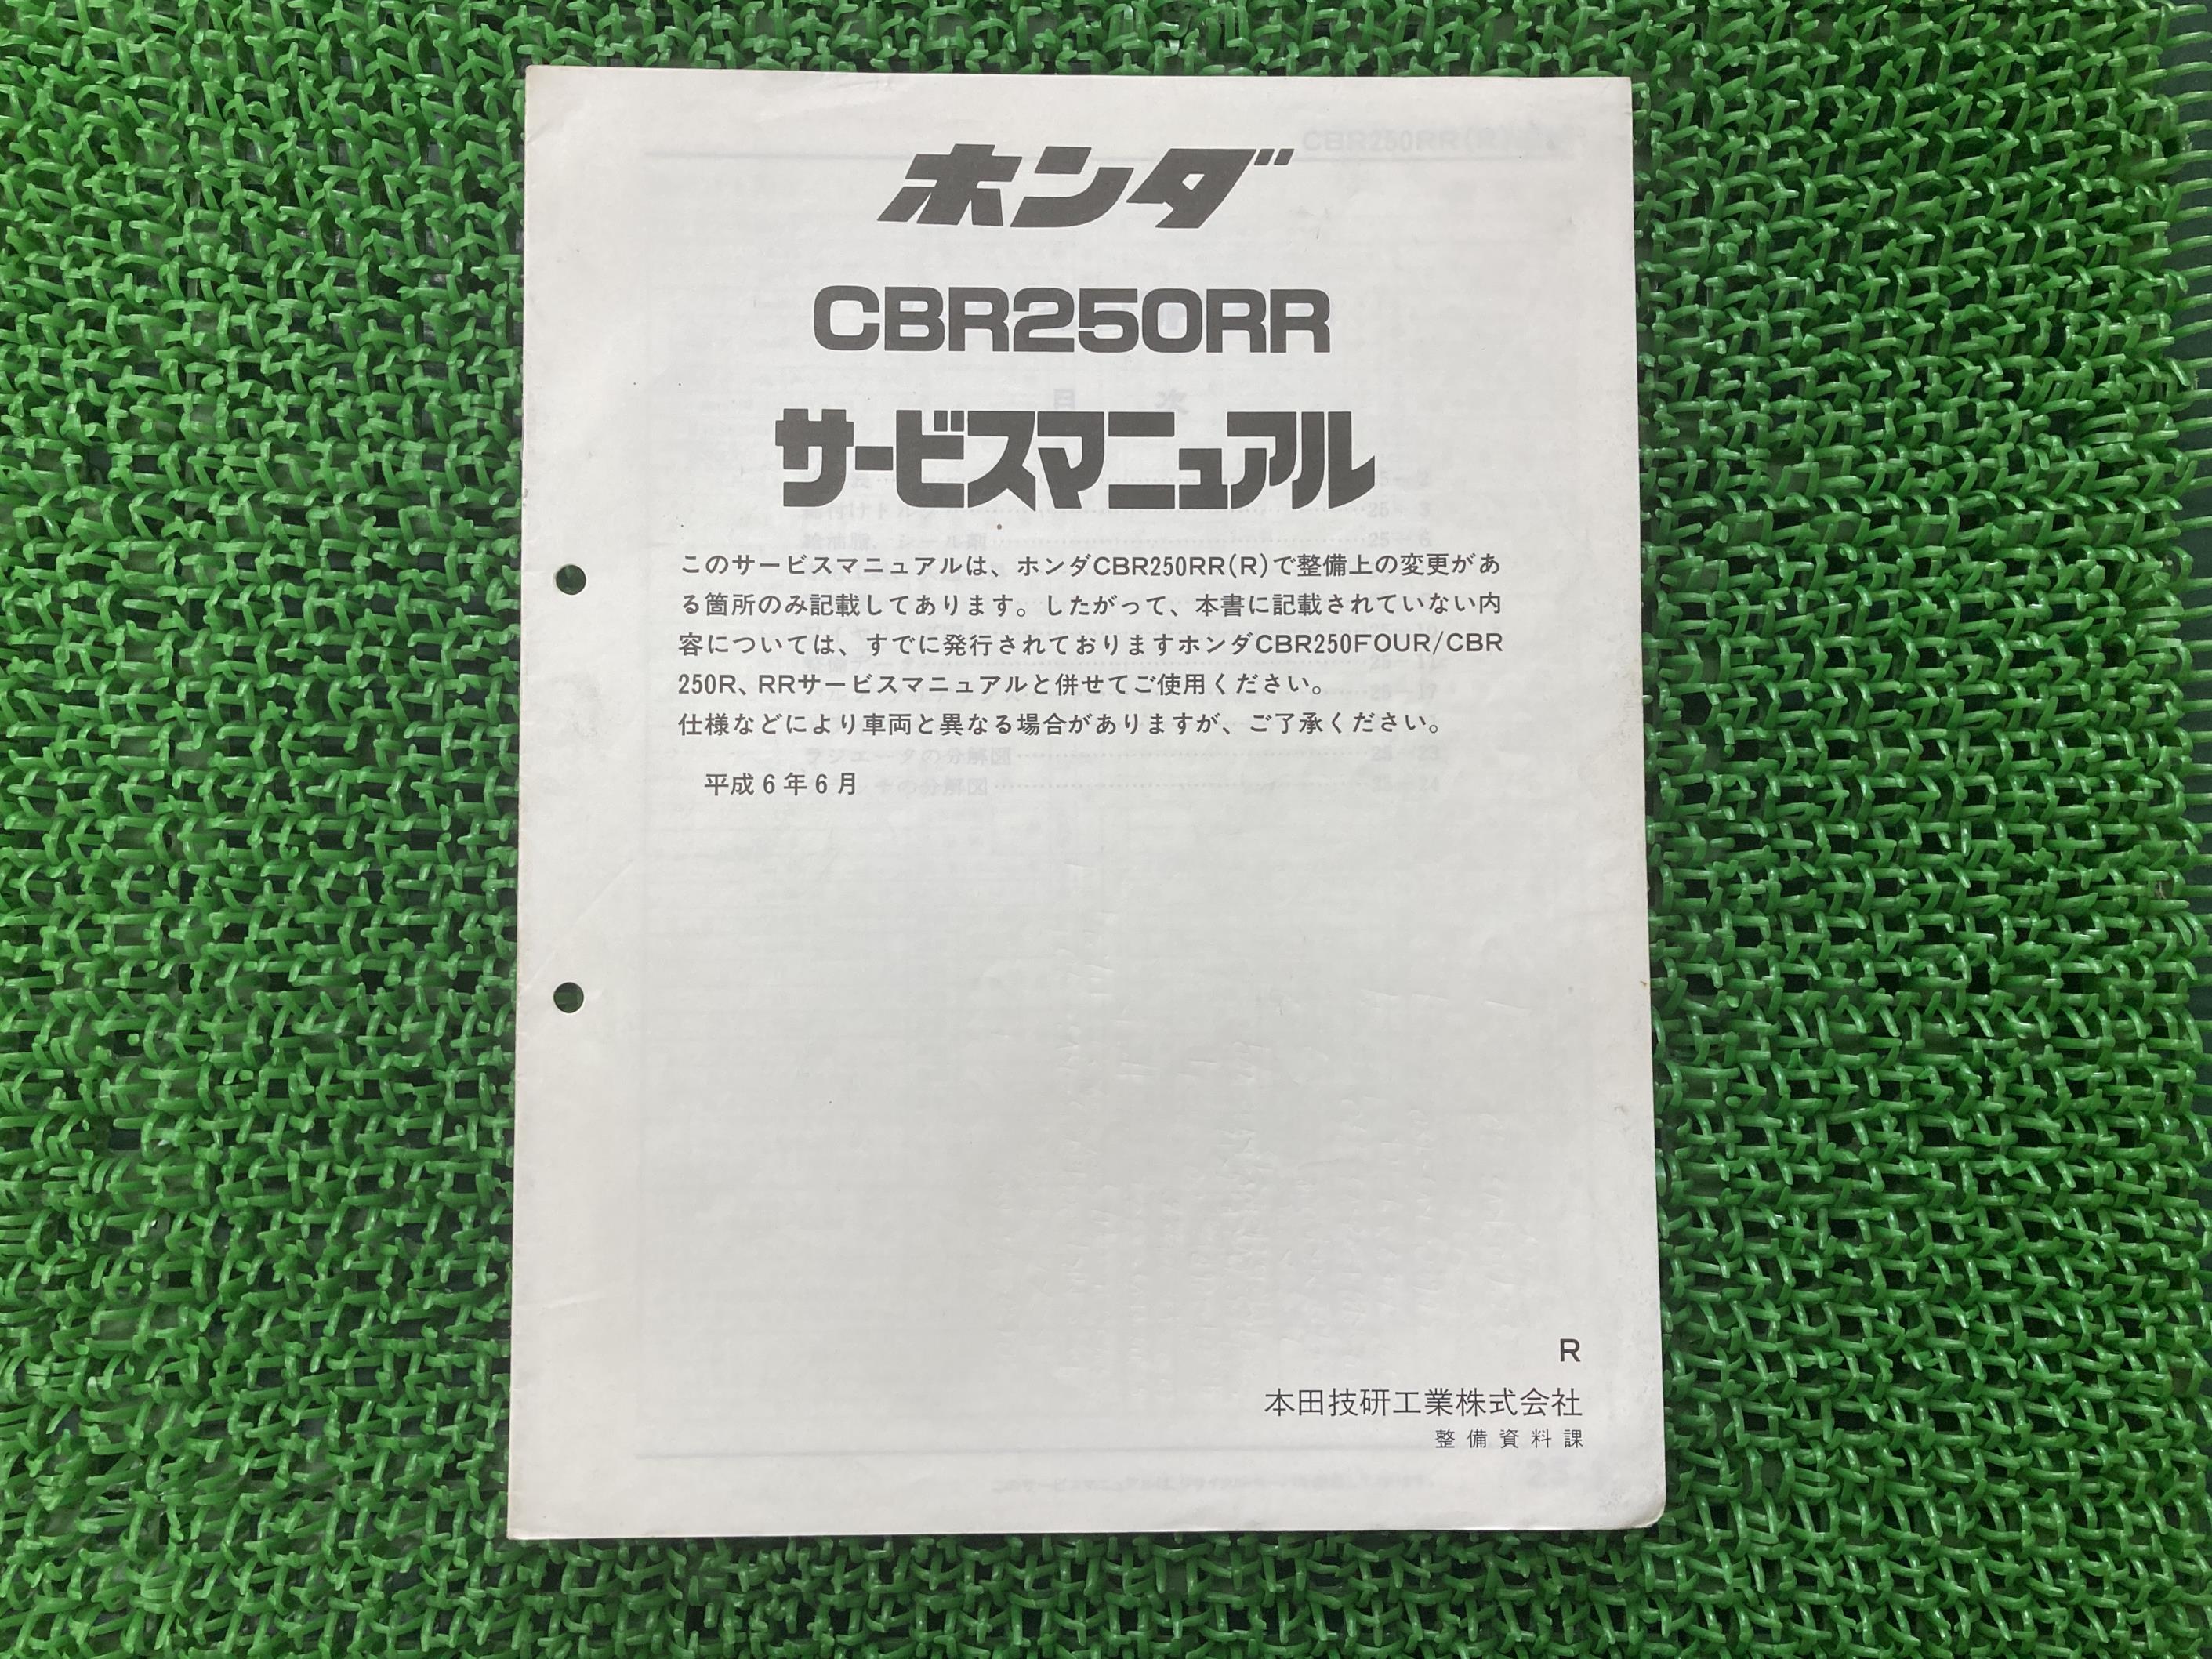 ホンダ
CBR250RR
サービスマニュアル
このサービスマニュアルは、ホンダCBR250RR(R)で整備上の変更があ
る箇所のみ記載してあります。したがって、本書に記載されていない内
容については、すでに発行されておりますホンダCBR250FOUR/CBR
250R、RRサービスマニュアルと併せてご使用ください。
仕様などにより車両と異なる場合がありますが、ご了承ください。
平成6年6月
R
本田技研工業株式会社
整備資料課